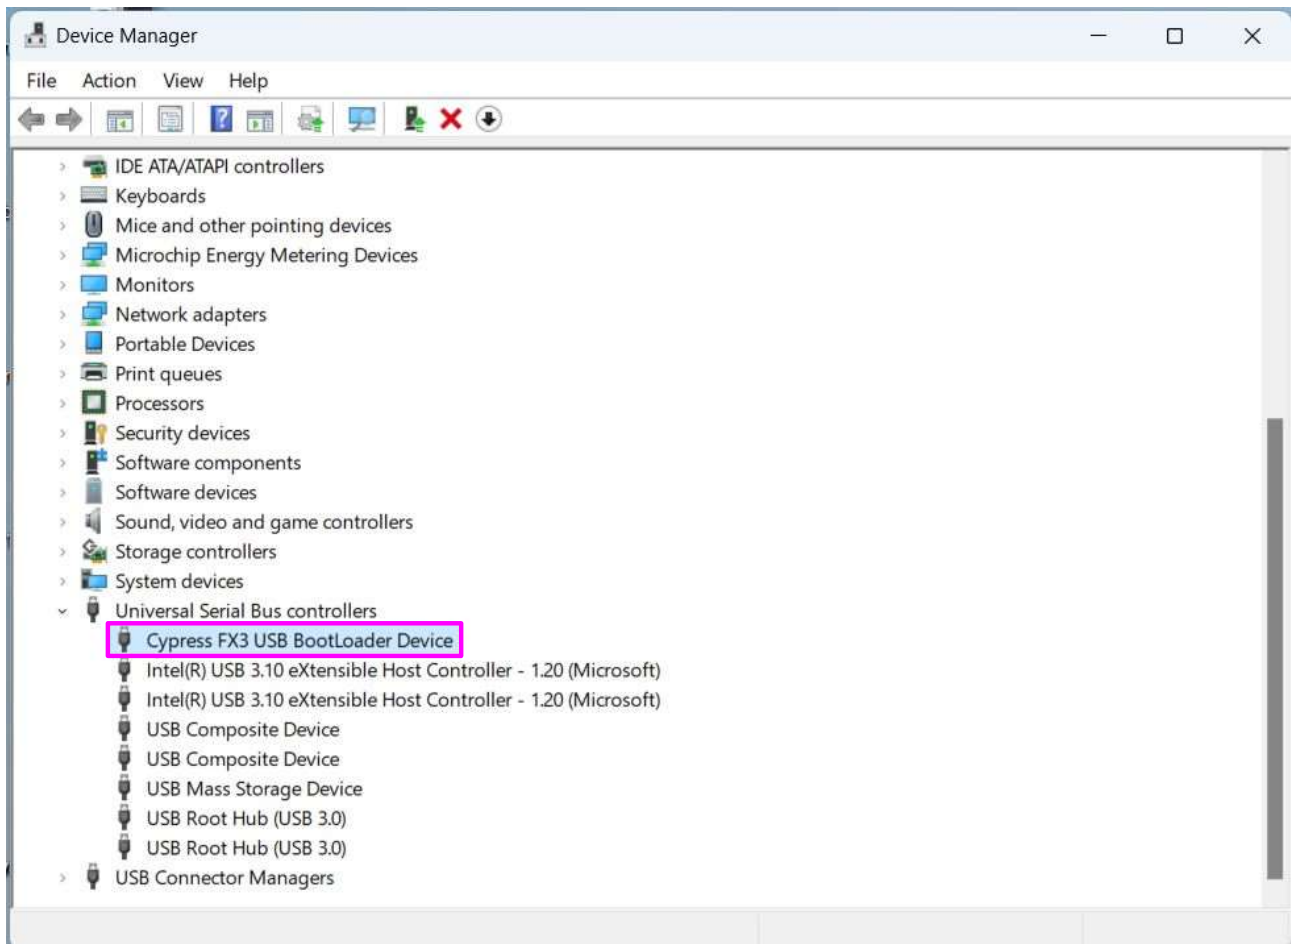 Device Manager
File Action View Help
IDE ATA/ATAPI controllers
Keyboards
Mice and other pointing devices
Microchip Energy Metering Devices
Monitors
Network adapters
Portable Devices
Print queues
Processors
Security devices
Software components
Software devices
Sound, video and game controllers
Storage controllers
System devices
Universal Serial Bus controllers
Cypress FX3 USB BootLoader Device
Intel(R) USB 3.10 eXtensible Host Controller - 1.20 (Microsoft)
Intel(R) USB 3.10 eXtensible Host Controller - 1.20 (Microsoft)
USB Composite Device
USB Composite Device
USB Mass Storage Device
USB Root Hub (USB 3.0)
USB Root Hub (USB 3.0)
USB Connector Managers